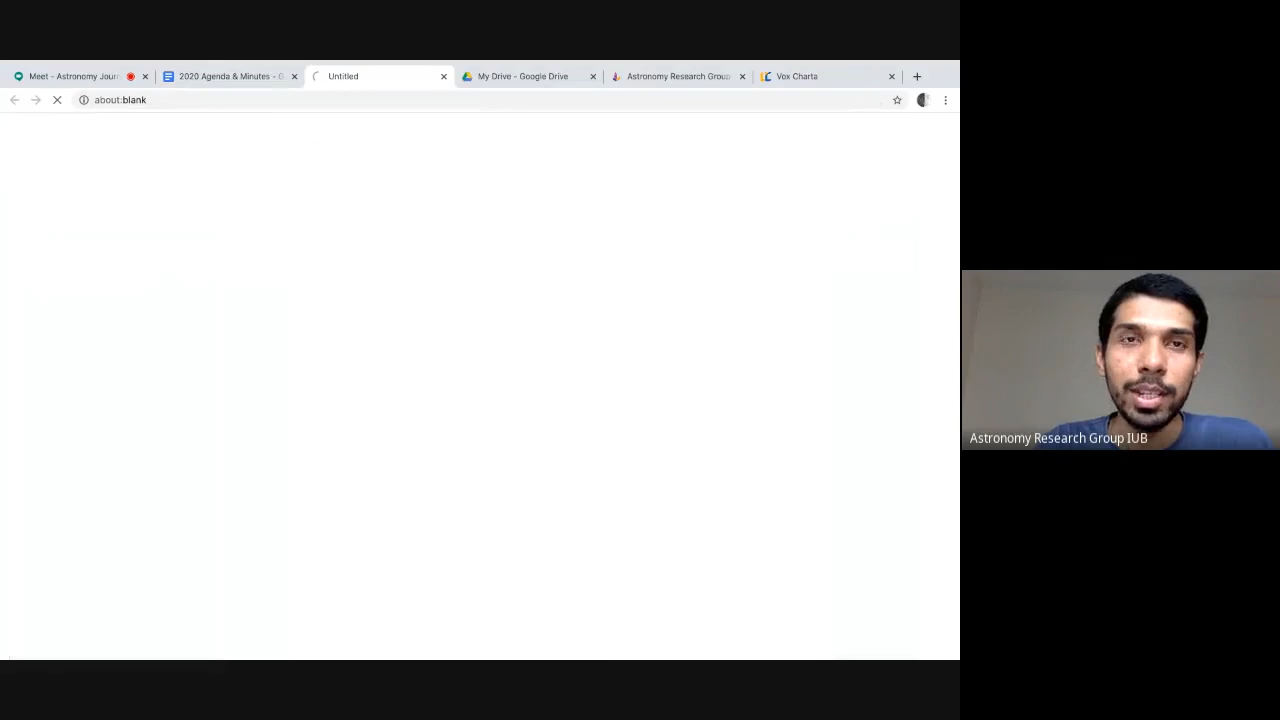 Meet - Astronomy Jour
2020 Agenda & Minutes - G
Untitled
My Drive - Google Drive
Astronomy Research Group
Vox Charta
about:blank
Astronomy Research Group IUB